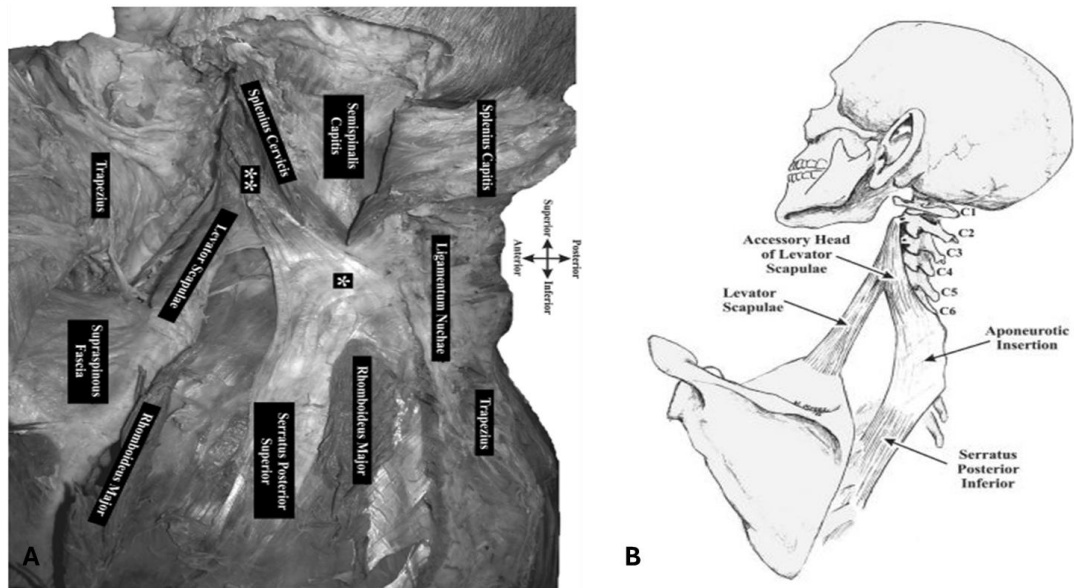 Trapezius
**
Splenius Cervicis
Semispinalis
Capitis
Splenius Capitis
Levator Scapulae
*
Ligamentum Nuchae
Superior
Anterior
Posterior
Inferior
Supraspinous
Fascia
Rhomboideus Major
Serratus Posterior
Superior
Rhomboideus Major
Trapezius
A
C1
C2
C3
C4
C5
C6
Accessory Head
of Levator
Scapulae
Levator
Scapulae
Aponeurotic
Insertion
Serratus
Posterior
Inferior
B